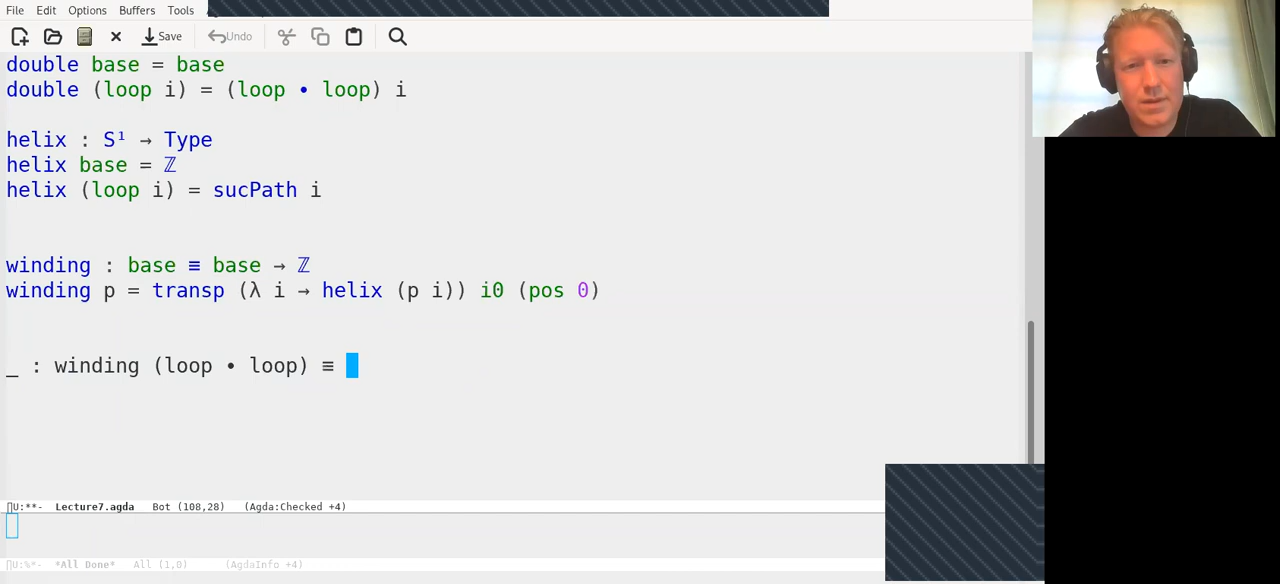 File Edit Options Buffers Tools
Save Undo
double base = base
double (loop i) = (loop • loop) i
helix : S¹ → Type
helix base = ℤ
helix (loop i) = sucPath i
winding : base ≡ base → ℤ
winding p = transp (λ i → helix (p i)) i0 (pos 0)
_ : winding (loop • loop) ≡
U:**- Lecture7.agda Bot (108,28) (Agda:Checked +4)
U:%*- *All Done* All (1,0) (AgdaInfo +4)